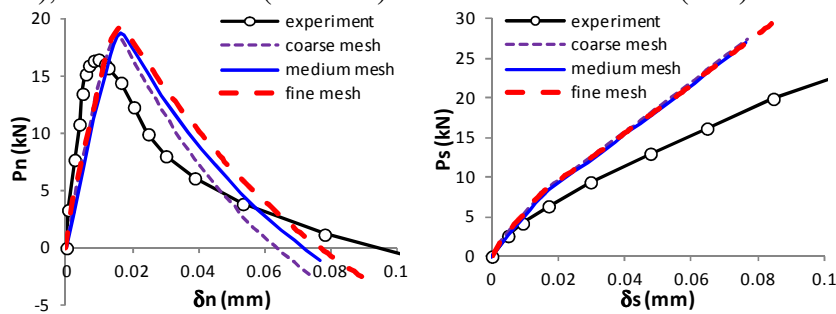 experiment
coarse mesh
medium mesh
fine mesh
Pn (kN)
20
15
10
5
0
-5
0
0.02
0.04
0.06
0.08
0.1
δn (mm)
experiment
coarse mesh
medium mesh
fine mesh
Ps (kN)
30
25
20
15
10
5
0
0
0.02
0.04
0.06
0.08
0.1
δs (mm)